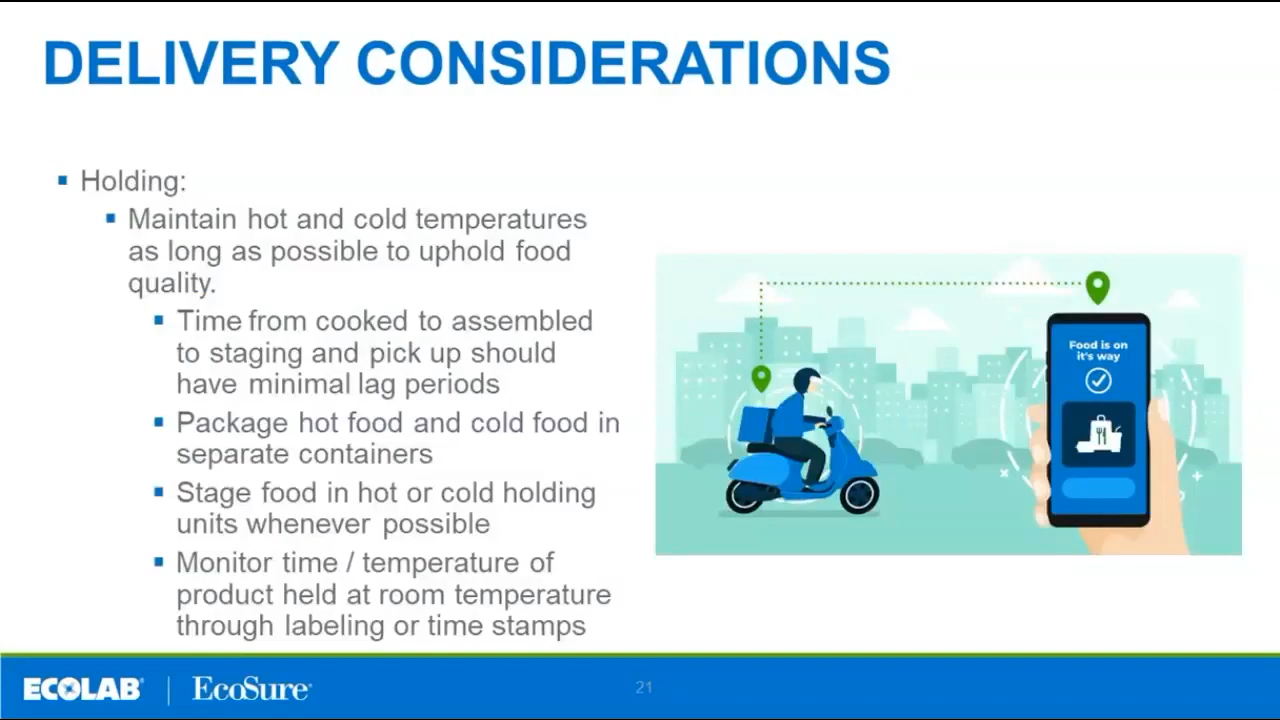 DELIVERY CONSIDERATIONS
Holding:
Maintain hot and cold temperatures
as long as possible to uphold food
quality.
Time from cooked to assembled
to staging and pick up should
have minimal lag periods
Package hot food and cold food in
separate containers
Stage food in hot or cold holding
units whenever possible
Monitor time / temperature of
product held at room temperature
through labeling or time stamps
Food is on
it's way
ECOLAB® | EcoSure®
21